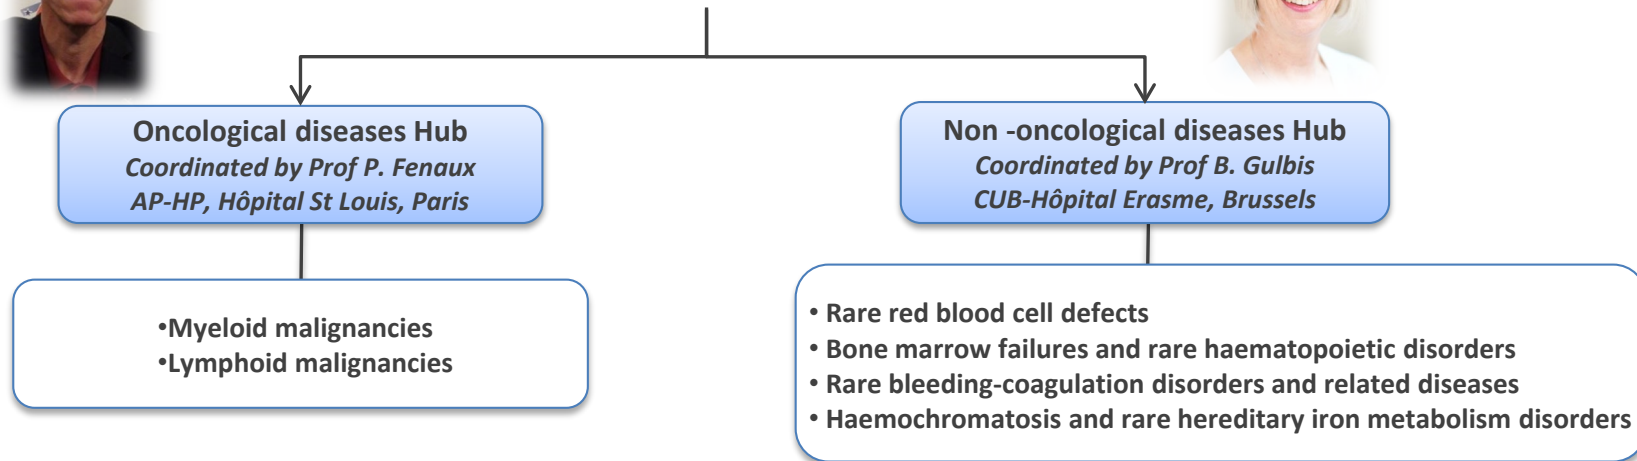 Oncological diseases Hub
Coordinated by Prof P. Fenaux
AP-HP, Hôpital St Louis, Paris
•Myeloid malignancies
•Lymphoid malignancies
Non -oncological diseases Hub
Coordinated by Prof B. Gulbis
CUB-Hôpital Erasme, Brussels
• Rare red blood cell defects
• Bone marrow failures and rare haematopoietic disorders
• Rare bleeding-coagulation disorders and related diseases
• Haemochromatosis and rare hereditary iron metabolism disorders